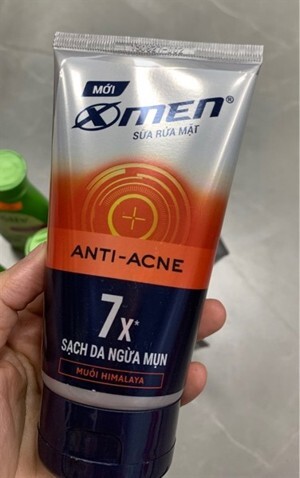 MỚI
XMEN®
SỮA RỬA MẶT
ANTI-ACNE
7X*
SẠCH DA NGỪA MỤN
MUỐI HIMALAYA